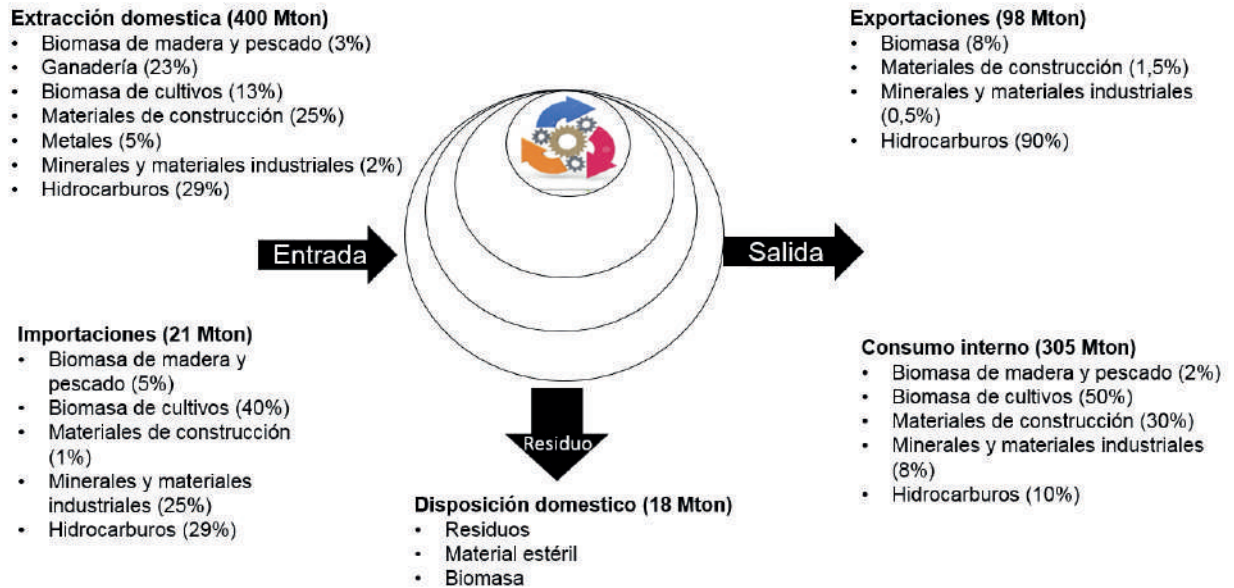 Extracción domestica (400 Mton)
• Biomasa de madera y pescado (3%)
• Ganadería (23%)
• Biomasa de cultivos (13%)
• Materiales de construcción (25%)
• Metales (5%)
• Minerales y materiales industriales (2%)
• Hidrocarburos (29%)
Exportaciones (98 Mton)
• Biomasa (8%)
• Materiales de construcción (1,5%)
• Minerales y materiales industriales
(0,5%)
• Hidrocarburos (90%)
Entrada
Salida
Importaciones (21 Mton)
• Biomasa de madera y
pescado (5%)
• Biomasa de cultivos (40%)
• Materiales de construcción
(1%)
• Minerales y materiales
industriales (25%)
• Hidrocarburos (29%)
Residuo
Disposición domestico (18 Mton)
• Residuos
• Material estéril
• Biomasa
Consumo interno (305 Mton)
• Biomasa de madera y pescado (2%)
• Biomasa de cultivos (50%)
• Materiales de construcción (30%)
• Minerales y materiales industriales
(8%)
• Hidrocarburos (10%)